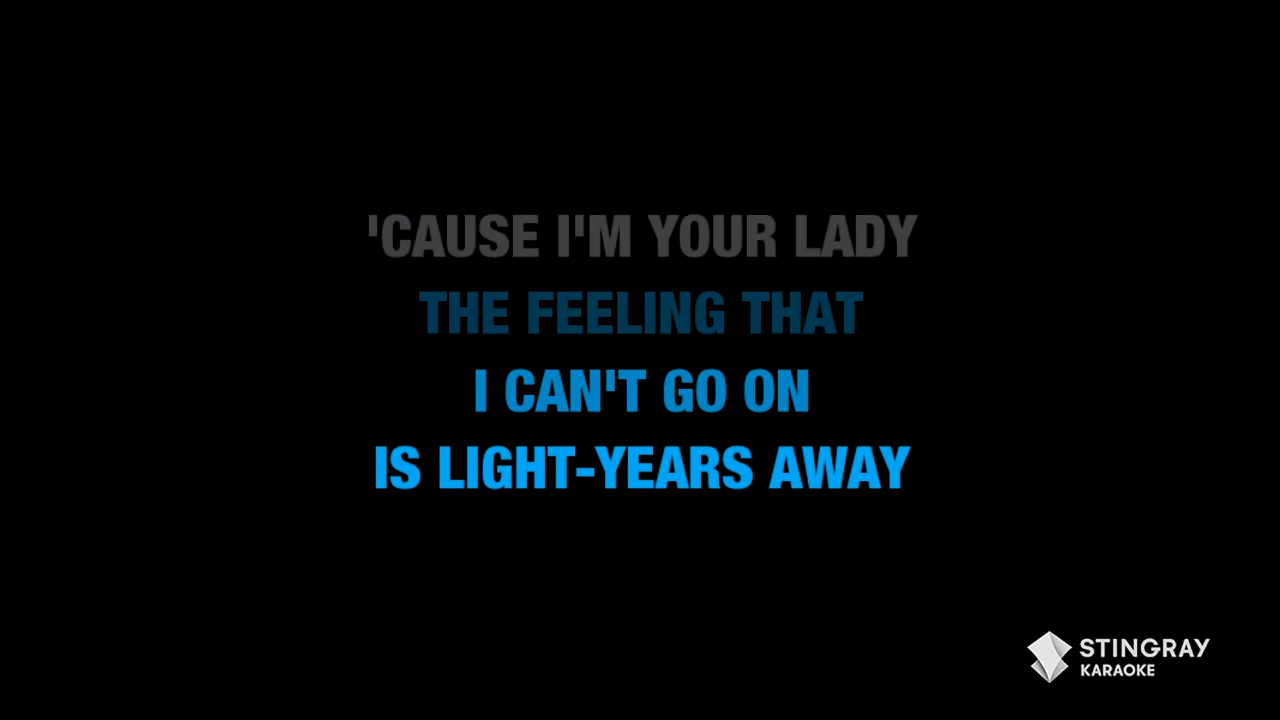 'CAUSE I'M YOUR LADY
THE FEELING THAT
I CAN'T GO ON
IS LIGHT-YEARS AWAY
STINGRAY
KARAOKE